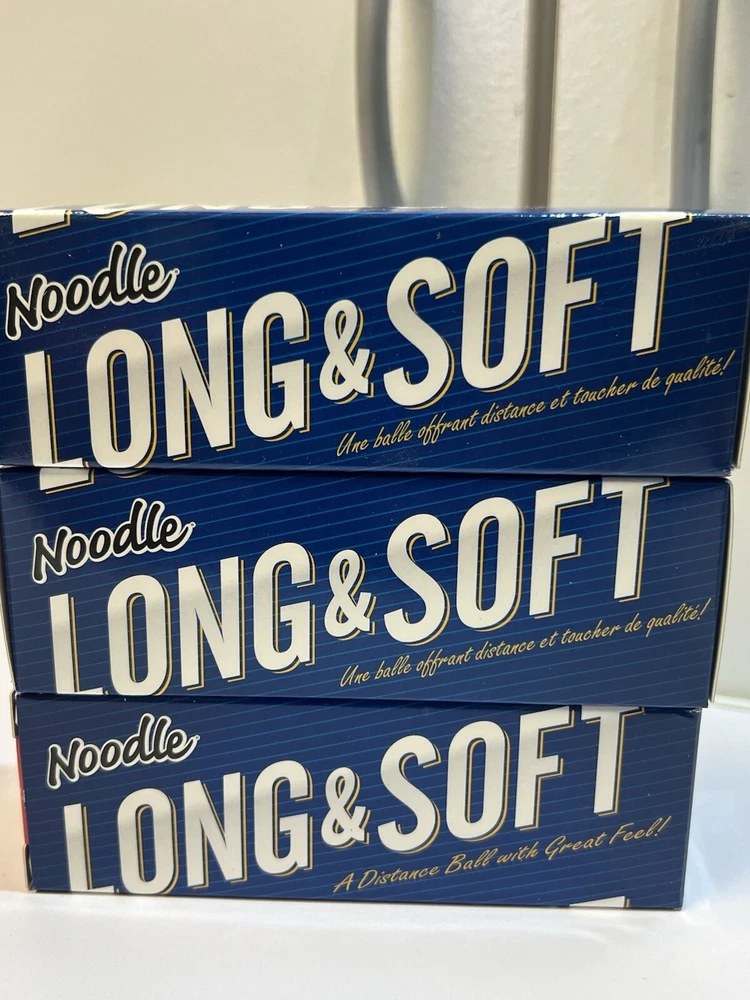 Noodle
LONG & SOFT
Une balle offrant distance et toucher de qualité!
Noodle
LONG & SOFT
Une balle offrant distance et toucher de qualité!
Noodle
LONG & SOFT
A Distance Ball with Great Feel!